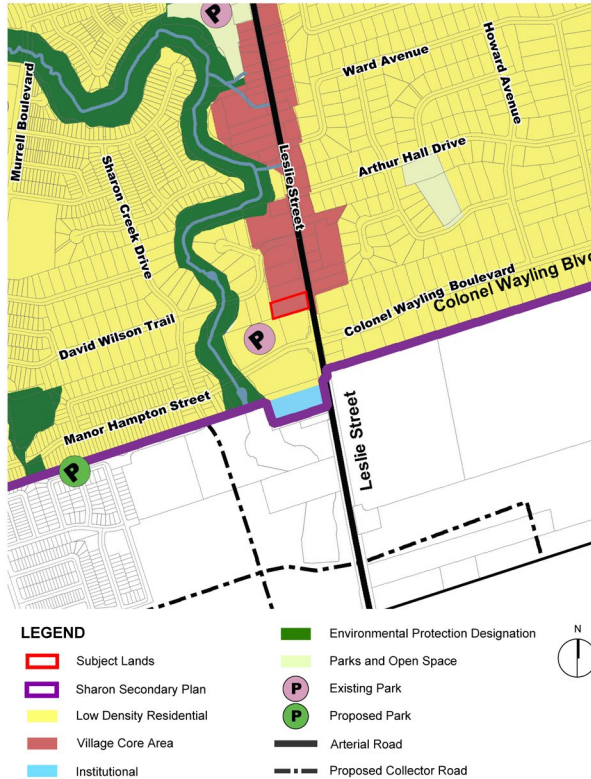 P
Ward Avenue
Howard Avenue
Murrell Boulevard
Leslie Street
Arthur Hall Drive
Sharon Creek Drive
Colonel Wayling Boulevard
Colonel Wayling Blv
David Wilson Trail
P
Manor Hampton Street
P
Leslie Street
LEGEND
Subject Lands
Sharon Secondary Plan
Low Density Residential
Village Core Area
Institutional
Environmental Protection Designation
Parks and Open Space
P Existing Park
P Proposed Park
Arterial Road
Proposed Collector Road
N